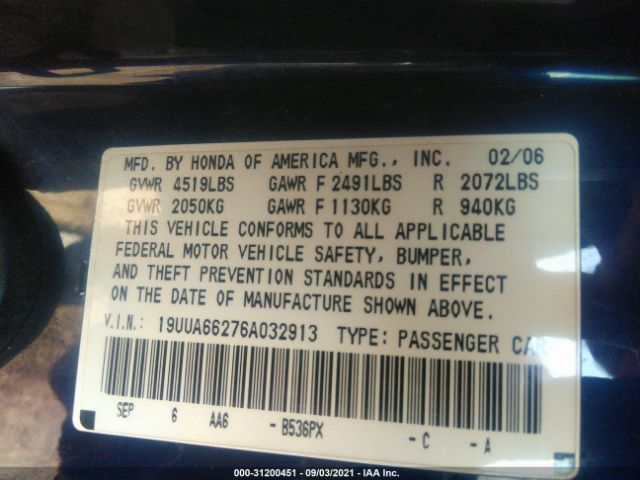 MFD. BY HONDA OF AMERICA MFG., INC. 02/06
GVWR 4519LBS GAWR F 2491LBS R 2072LBS
GVWR 2050KG GAWR F 1130KG R 940KG
THIS VEHICLE CONFORMS TO ALL APPLICABLE
FEDERAL MOTOR VEHICLE SAFETY, BUMPER,
AND THEFT PREVENTION STANDARDS IN EFFECT
ON THE DATE OF MANUFACTURE SHOWN ABOVE.
V.I.N.: 19UUA66276A032913 TYPE: PASSENGER CAR
SEP 6 AA6 - B536PX - C - A
000-31200451 - 09/03/2021 - IAA Inc.